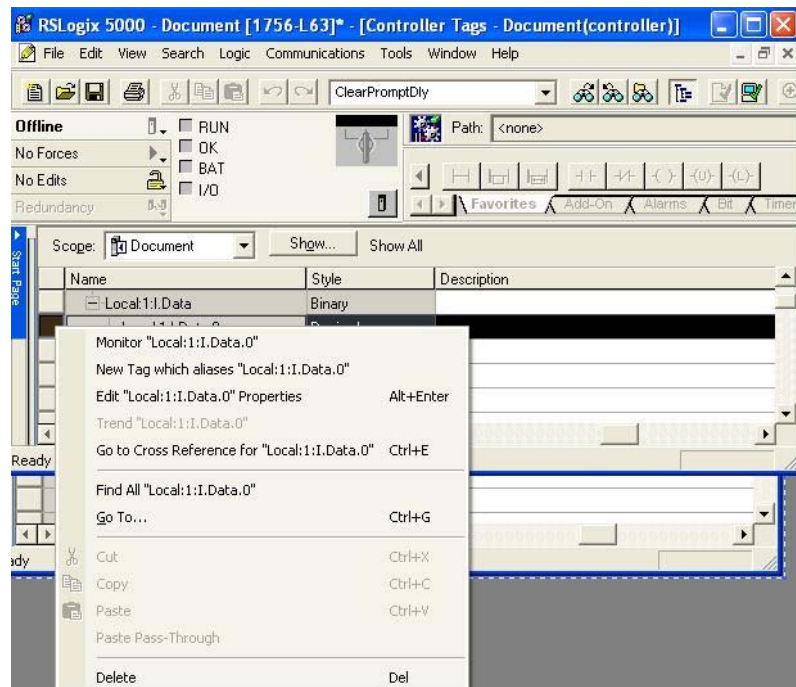 RSLogix 5000 - Document [1756-L63]* - [Controller Tags - Document(controller)]
File Edit View Search Logic Communications Tools Window Help
ClearPromptDly
Offline
RUN
Path: <none>
No Forces
OK
No Edits
BAT
Redundancy
I/O
Favorites Add-On Alarms Bit Timer
Start Page
Scope: Document Show... Show All
Name Style Description
Local:1:I.Data Binary
Monitor "Local:1:I.Data.0"
New Tag which aliases "Local:1:I.Data.0"
Edit "Local:1:I.Data.0" Properties Alt+Enter
Trend "Local:1:I.Data.0"
Go to Cross Reference for "Local:1:I.Data.0" Ctrl+E
Ready
Find All "Local:1:I.Data.0"
Go To... Ctrl+G
Cut Ctrl+X
Copy Ctrl+C
Paste Ctrl+V
Paste Pass-Through
Delete Del